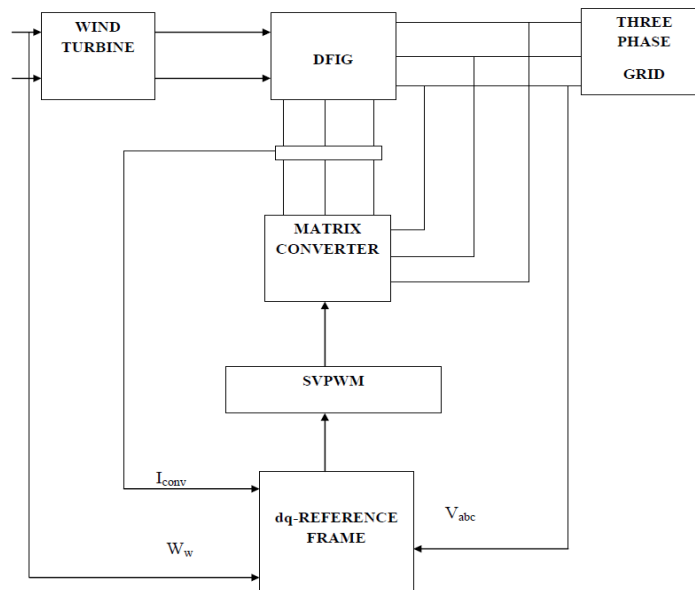 WIND
TURBINE
DFIG
THREE
PHASE
GRID
MATRIX
CONVERTER
SVPWM
Iconv
dq-REFERENCE
FRAME
Vabc
Ww